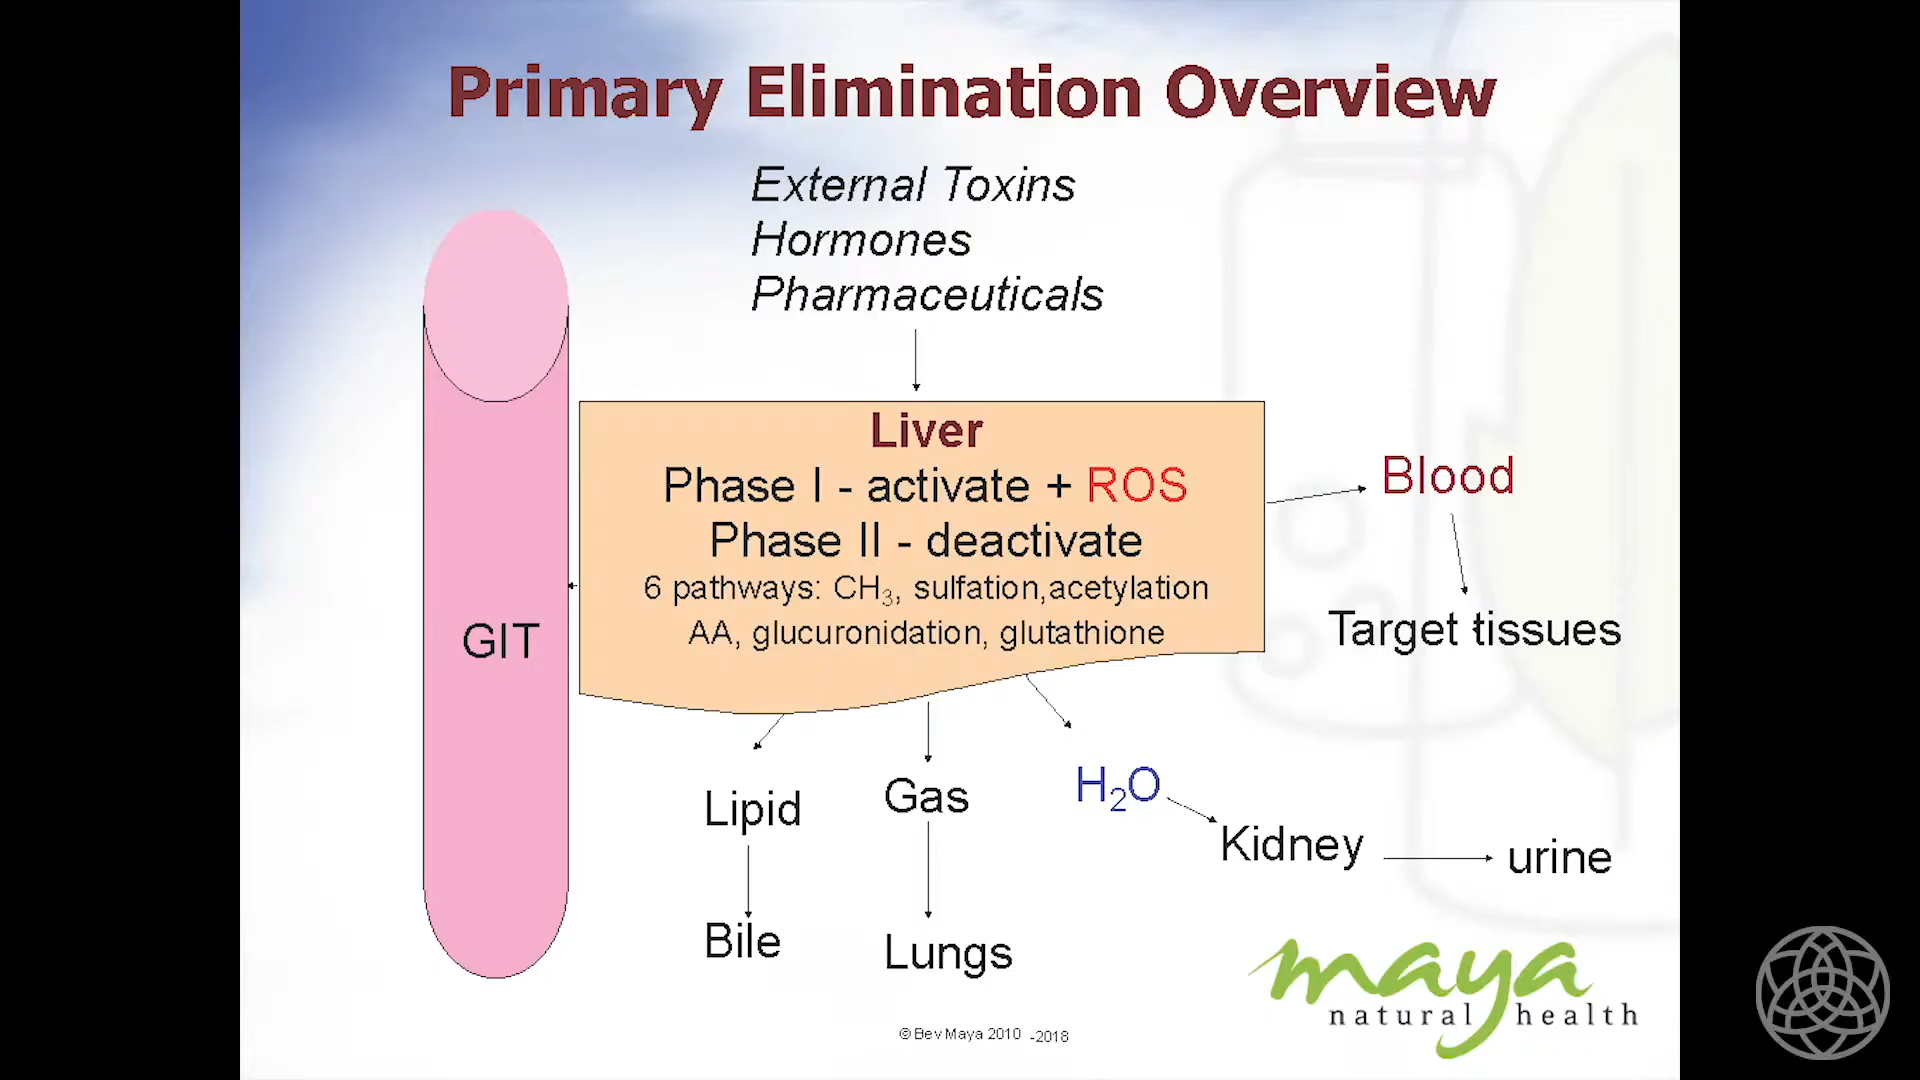 Primary Elimination Overview
External Toxins
Hormones
Pharmaceuticals
Liver
Phase I - activate + ROS
Phase II - deactivate
6 pathways: CH₃, sulfation,acetylation
AA, glucuronidation, glutathione
GIT
Blood
Target tissues
Lipid
Gas
H₂O
Kidney
urine
Bile
Lungs
maya
natural health
© Bev Maya 2010 -2018